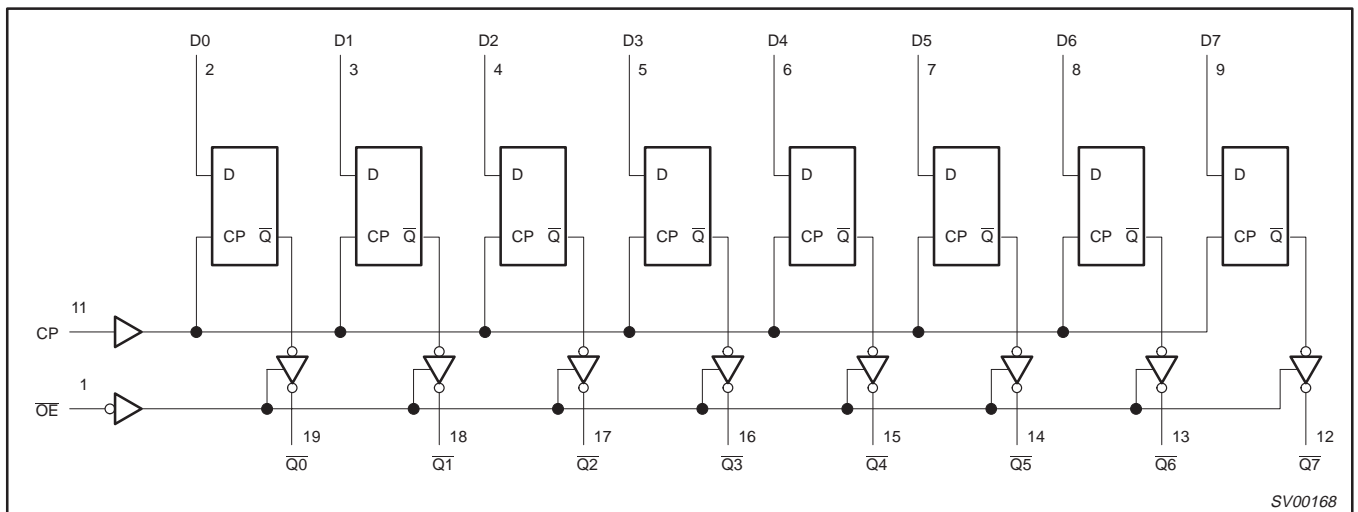 D0 D1 D2 D3 D4 D5 D6 D7
2 3 4 5 6 7 8 9
D D D D D D D D
CP Q̅ CP Q̅ CP Q̅ CP Q̅ CP Q̅ CP Q̅ CP Q̅ CP Q̅
11
CP
1
O̅E̅
19 18 17 16 15 14 13 12
Q̅0̅ Q̅1̅ Q̅2̅ Q̅3̅ Q̅4̅ Q̅5̅ Q̅6̅ Q̅7̅
SV00168